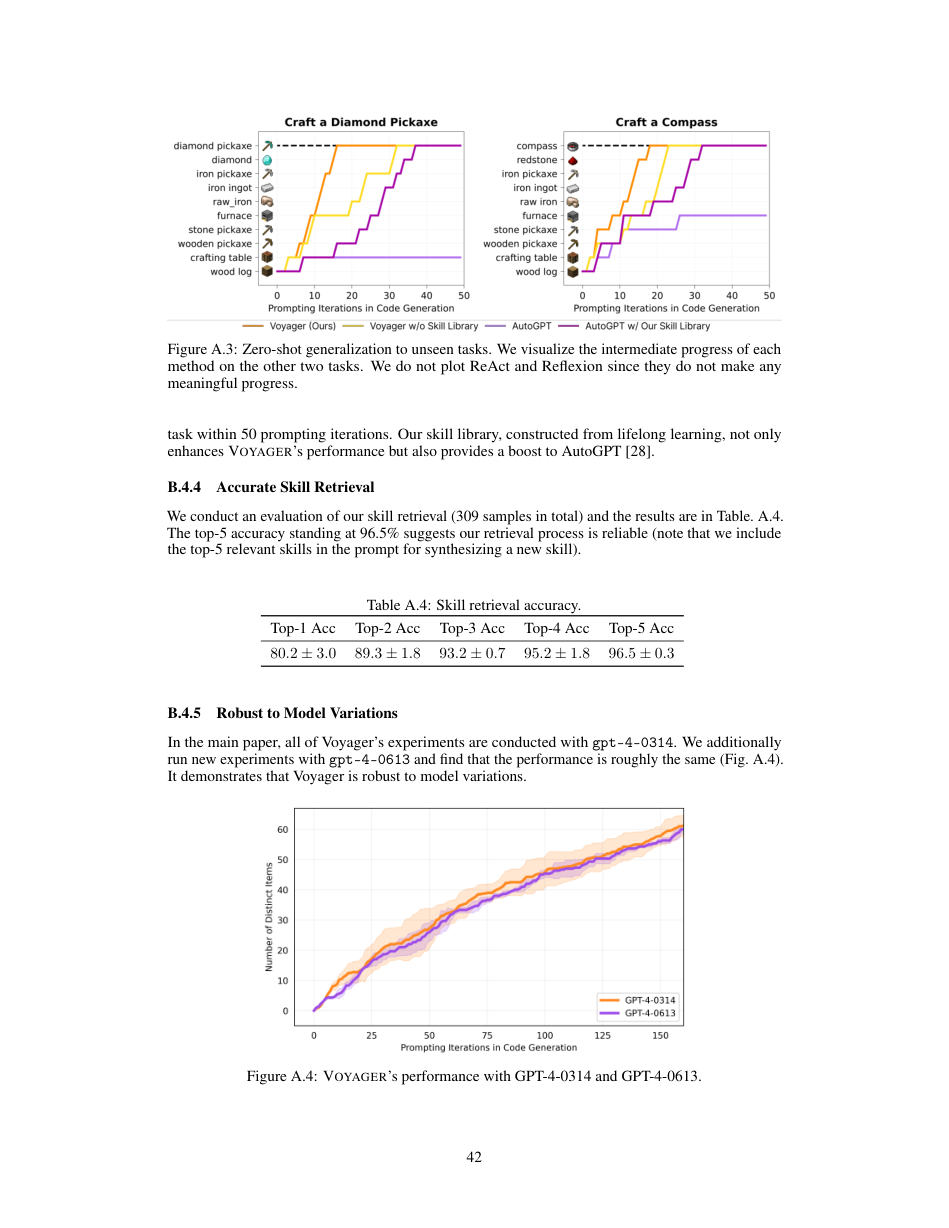 Craft a Diamond Pickaxe
diamond pickaxe
diamond
iron pickaxe
iron ingot
raw_iron
furnace
stone pickaxe
wooden pickaxe
crafting table
wood log
0 10 20 30 40 50
Prompting Iterations in Code Generation
Craft a Compass
compass
redstone
iron pickaxe
iron ingot
raw iron
furnace
stone pickaxe
wooden pickaxe
crafting table
wood log
0 10 20 30 40 50
Prompting Iterations in Code Generation
Voyager (Ours) Voyager w/o Skill Library AutoGPT AutoGPT w/ Our Skill Library
Figure A.3: Zero-shot generalization to unseen tasks. We visualize the intermediate progress of each
method on the other two tasks. We do not plot ReAct and Reflexion since they do not make any
meaningful progress.
task within 50 prompting iterations. Our skill library, constructed from lifelong learning, not only
enhances VOYAGER's performance but also provides a boost to AutoGPT [28].
B.4.4 Accurate Skill Retrieval
We conduct an evaluation of our skill retrieval (309 samples in total) and the results are in Table. A.4.
The top-5 accuracy standing at 96.5% suggests our retrieval process is reliable (note that we include
the top-5 relevant skills in the prompt for synthesizing a new skill).
Table A.4: Skill retrieval accuracy.
Top-1 Acc Top-2 Acc Top-3 Acc Top-4 Acc Top-5 Acc
80.2 ± 3.0 89.3 ± 1.8 93.2 ± 0.7 95.2 ± 1.8 96.5 ± 0.3
B.4.5 Robust to Model Variations
In the main paper, all of Voyager's experiments are conducted with gpt-4-0314. We additionally
run new experiments with gpt-4-0613 and find that the performance is roughly the same (Fig. A.4).
It demonstrates that Voyager is robust to model variations.
Number of Distinct Items
60
50
40
30
20
10
0
GPT-4-0314
GPT-4-0613
0 25 50 75 100 125 150
Prompting Iterations in Code Generation
Figure A.4: VOYAGER's performance with GPT-4-0314 and GPT-4-0613.
42